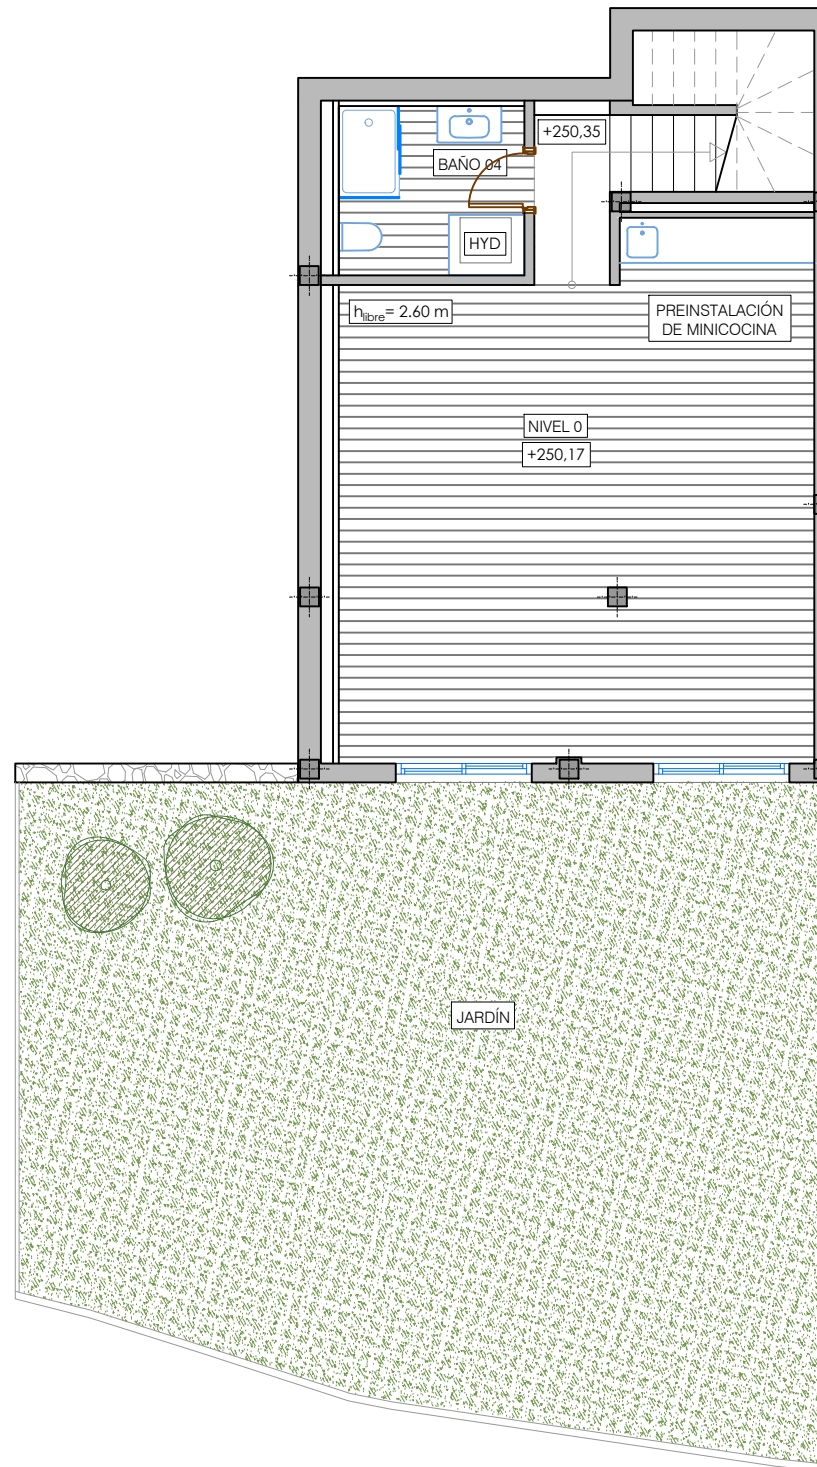 +250,35
BAÑO 04
HYD
hlibre= 2.60 m
PREINSTALACIÓN
DE MINICOCINA
NIVEL 0
+250,17
JARDÍN